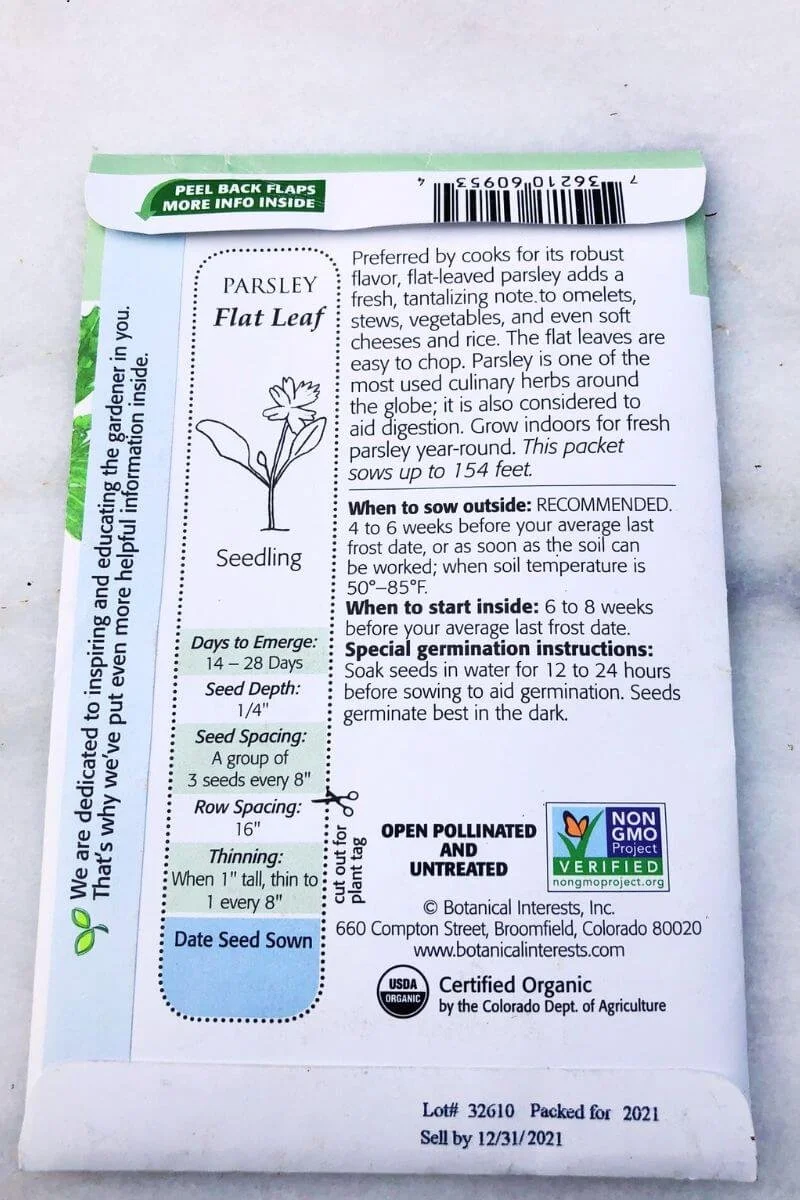 PEEL BACK FLAPS
MORE INFO INSIDE
7 36210 60953 4
We are dedicated to inspiring and educating the gardener in you.
That's why we've put even more helpful information inside.
PARSLEY
Flat Leaf
Seedling
Days to Emerge:
14 – 28 Days
Seed Depth:
1/4"
Seed Spacing:
A group of
3 seeds every 8"
Row Spacing:
16"
Thinning:
When 1" tall, thin to
1 every 8"
Date Seed Sown
cut out for
plant tag
Preferred by cooks for its robust
flavor, flat-leaved parsley adds a
fresh, tantalizing note to omelets,
stews, vegetables, and even soft
cheeses and rice. The flat leaves are
easy to chop. Parsley is one of the
most used culinary herbs around
the globe; it is also considered to
aid digestion. Grow indoors for fresh
parsley year-round. This packet
sows up to 154 feet.
When to sow outside: RECOMMENDED.
4 to 6 weeks before your average last
frost date, or as soon as the soil can
be worked; when soil temperature is
50°–85°F.
When to start inside: 6 to 8 weeks
before your average last frost date.
Special germination instructions:
Soak seeds in water for 12 to 24 hours
before sowing to aid germination. Seeds
germinate best in the dark.
OPEN POLLINATED
AND
UNTREATED
NON
GMO
Project
VERIFIED
nongmoproject.org
© Botanical Interests, Inc.
660 Compton Street, Broomfield, Colorado 80020
www.botanicalinterests.com
USDA
ORGANIC
Certified Organic
by the Colorado Dept. of Agriculture
Lot# 32610 Packed for 2021
Sell by 12/31/2021